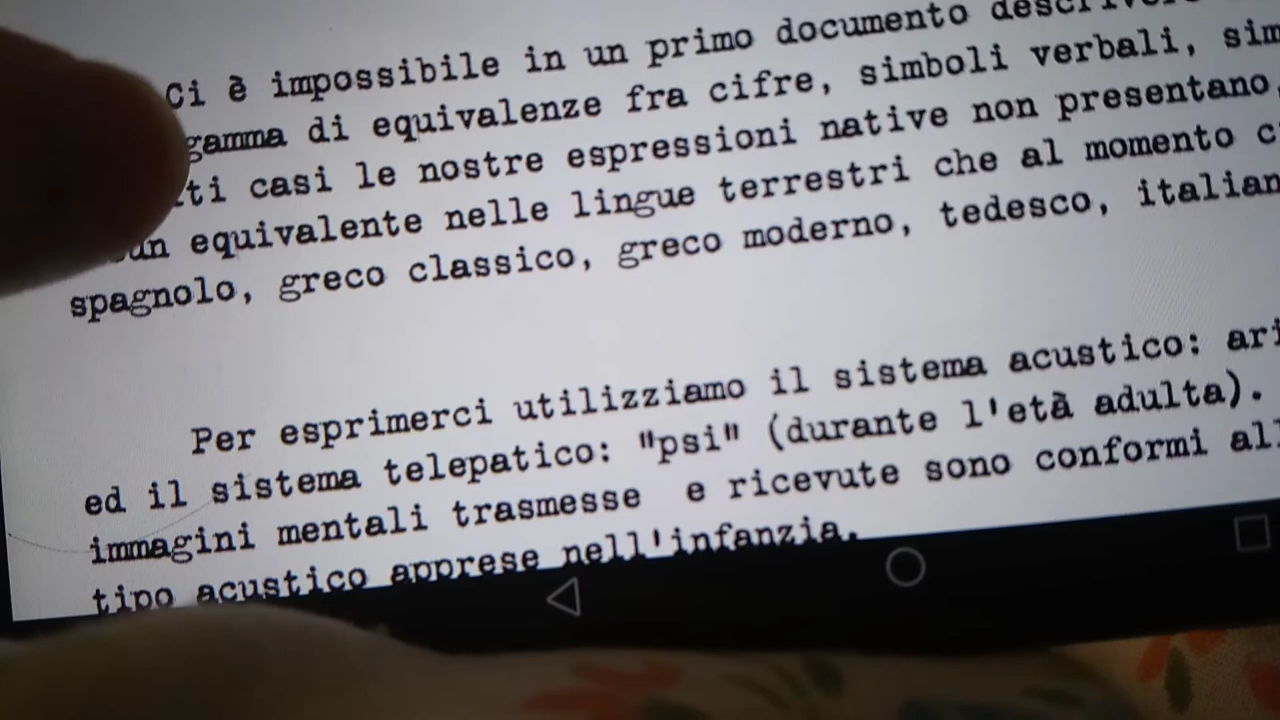 Ci è impossibile in un primo documento
gamma di equivalenze fra cifre, simboli verbali,
casi le nostre espressioni native non presentano
un equivalente nelle lingue terrestri che al momento
spagnolo, greco classico, greco moderno, tedesco,
Per esprimerci utilizziamo il sistema acustico:
ed il sistema telepatico: "psi" (durante l'età adulta).
immagini mentali trasmesse e ricevute sono conformi
tipo acustico apprese nell'infanzia.